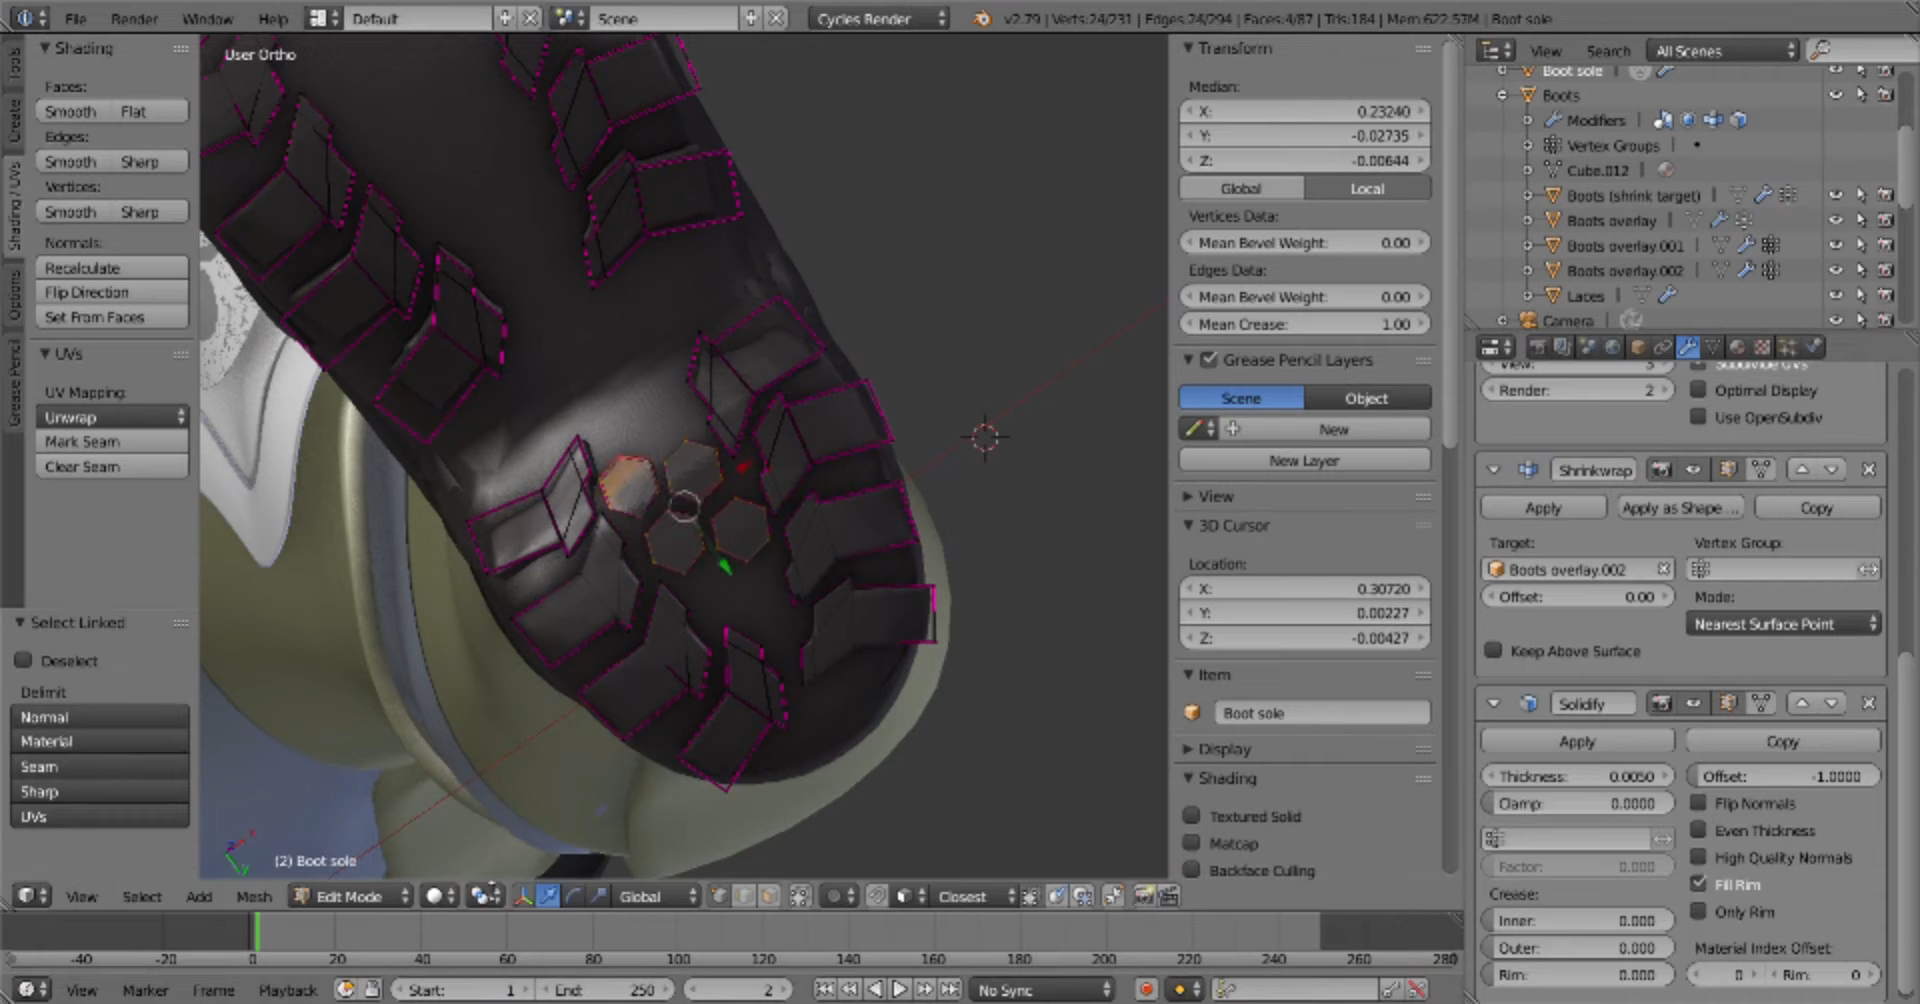 File Render Window Help Default Scene Cycles Render v2.79 | Verts:24/231 | Edges:24/294 | Faces:4/87 | Tris:184 | Mem:622.57M | Boot sole
Tools
Create
Shading / UVs
Options
Grease Pencil
Shading
Faces:
Smooth Flat
Edges:
Smooth Sharp
Vertices:
Smooth Sharp
Normals:
Recalculate
Flip Direction
Set From Faces
UVs
UV Mapping:
Unwrap
Mark Seam
Clear Seam
Select Linked
Deselect
Delimit
Normal
Material
Seam
Sharp
UVs
User Ortho
(2) Boot sole
Transform
Median:
X: 0.23240
Y: -0.02735
Z: -0.00644
Global Local
Vertices Data:
Mean Bevel Weight: 0.00
Edges Data:
Mean Bevel Weight: 0.00
Mean Crease: 1.00
Grease Pencil Layers
Scene Object
New
New Layer
View
3D Cursor
Location:
X: 0.30720
Y: 0.00227
Z: -0.00427
Item
Boot sole
Display
Shading
Textured Solid
Matcap
Backface Culling
View Search All Scenes
Boot sole
Boots
Modifiers
Vertex Groups
Cube.012
Boots (shrink target)
Boots overlay
Boots overlay.001
Boots overlay.002
Laces
Camera
View: 3 Subdivide UVs
Render: 2 Optimal Display
Use OpenSubdiv
Shrinkwrap
Apply Apply as Shape ... Copy
Target: Vertex Group:
Boots overlay.002
Offset: 0.00 Mode:
Nearest Surface Point
Keep Above Surface
Solidify
Apply Copy
Thickness: 0.0050 Offset: -1.0000
Clamp: 0.0000 Flip Normals
Even Thickness
Factor: 0.000 High Quality Normals
Crease: Fill Rim
Inner: 0.000 Only Rim
Outer: 0.000 Material Index Offset:
Rim: 0.000 0 Rim: 0
View Select Add Mesh Edit Mode Global Closest
-40 -20 0 20 40 60 80 100 120 140 160 180 200 220 240 260 280
View Marker Frame Playback Start: 1 End: 250 2 No Sync